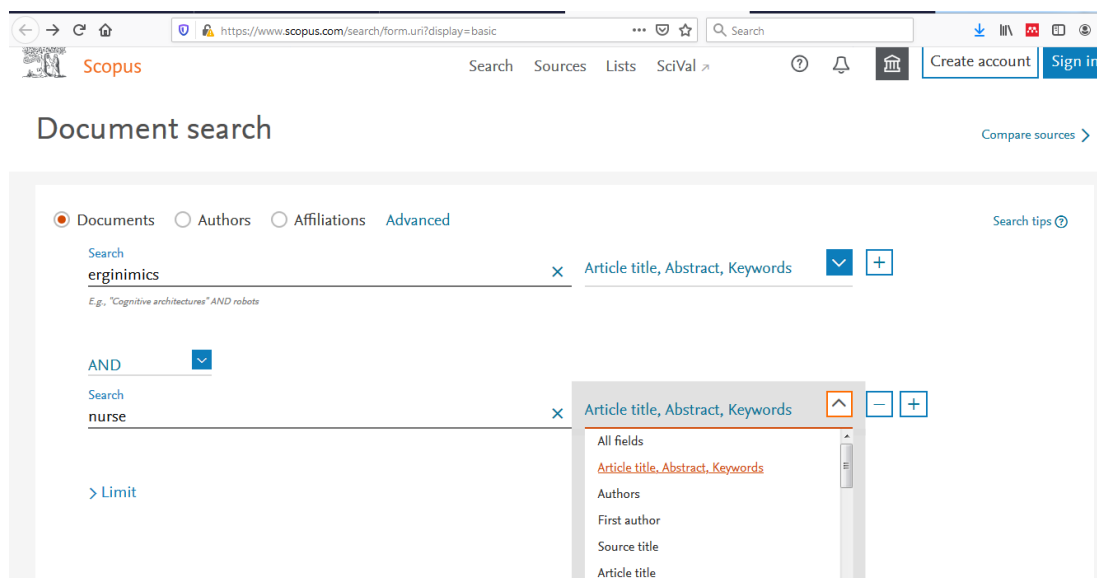 https://www.scopus.com/search/form.uri?display=basic
Search
Scopus
Search Sources Lists SciVal
Create account Sign in
Document search
Compare sources
Documents Authors Affiliations Advanced
Search tips
Search
erginimics
Article title, Abstract, Keywords
E.g., "Cognitive architectures" AND robots
AND
Search
nurse
Article title, Abstract, Keywords
All fields
Article title, Abstract, Keywords
Authors
Limit
First author
Source title
Article title